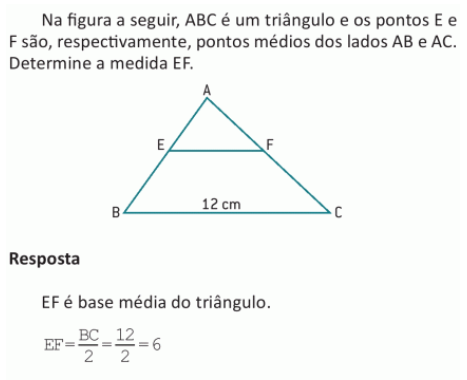 Na figura a seguir, ABC é um triângulo e os pontos E e
F são, respectivamente, pontos médios dos lados AB e AC.
Determine a medida EF.
A
E F
B 12 cm C
Resposta
EF é base média do triângulo.
EF=BC/2=12/2=6